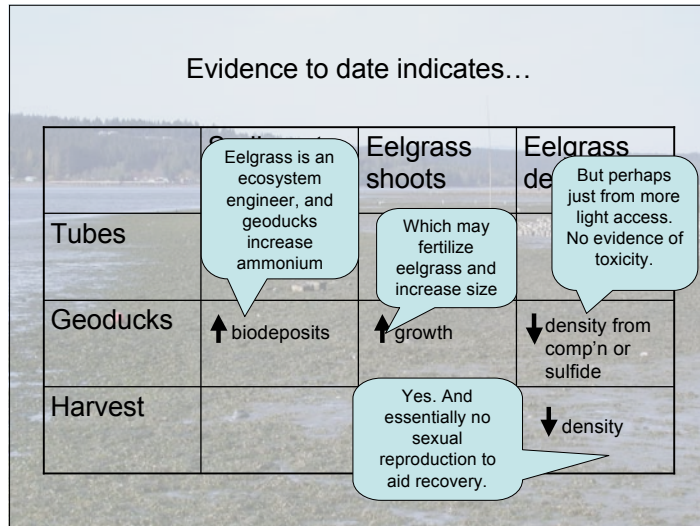 Evidence to date indicates…
Eelgrass
shoots
Eelgrass
Eelgrass is an
ecosystem
engineer, and
geoducks
increase
ammonium
But perhaps
just from more
light access.
No evidence of
toxicity.
Tubes
Which may
fertilize
eelgrass and
increase size
Geoducks
biodeposits
growth
density from
comp'n or
sulfide
Harvest
Yes. And
essentially no
sexual
reproduction to
aid recovery.
density